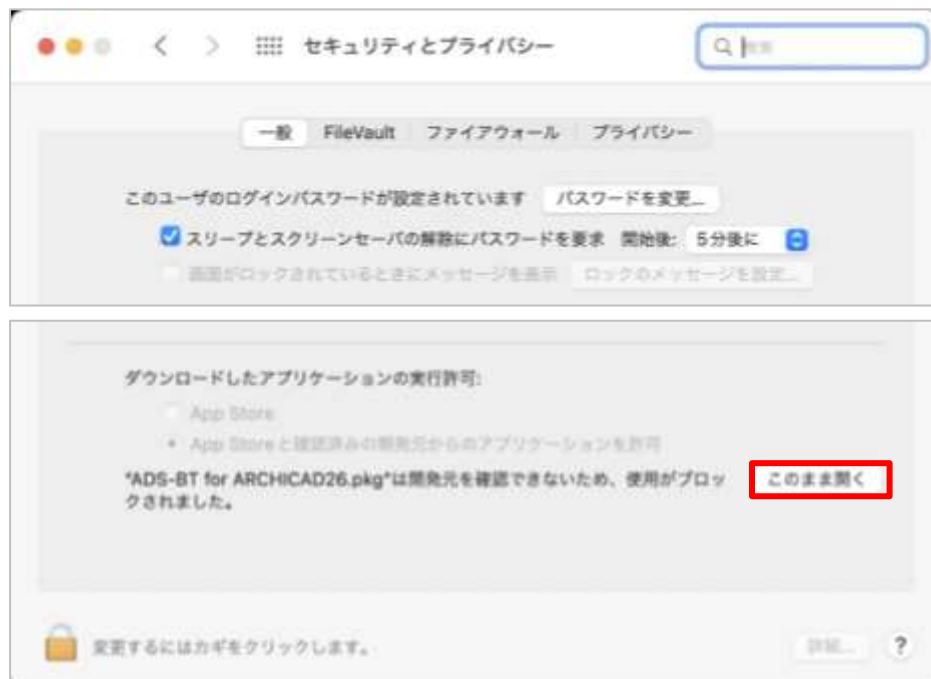 セキュリティとプライバシー
検索
一般 FileVault ファイアウォール プライバシー
このユーザのログインパスワードが設定されています パスワードを変更...
スリープとスクリーンセーバの解除にパスワードを要求 開始後: 5分後に
画面がロックされているときにメッセージを表示 ロックのメッセージを設定...
ダウンロードしたアプリケーションの実行許可:
App Store
App Storeと確認済みの開発元からのアプリケーションを許可
"ADS-BT for ARCHICAD26.pkg"は開発元を確認できないため、使用がブロッ このまま開く
クされました。
変更するにはカギをクリックします。
詳細... ?